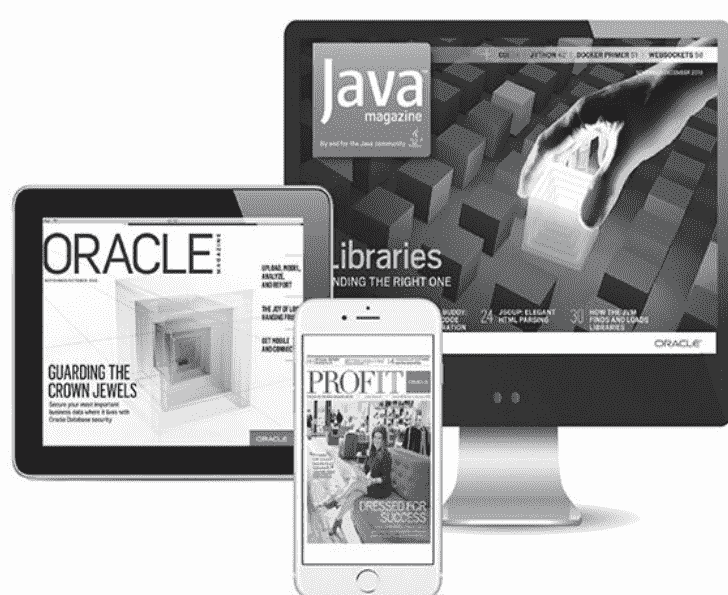 Java
magazine
By and for the Java community
JYTHON 42 | DOCKER PRIMER 51 | WEBSOCKETS 58
Libraries
FINDING THE RIGHT ONE
24 JSOUP: ELEGANT
HTML PARSING
30 HOW THE JVM
FINDS AND LOADS
LIBRARIES
ORACLE
ORACLE
MAGAZINE
UPLOAD, MODEL,
ANALYZE,
AND REPORT
THE JOY OF
GET MOBILE
AND
GUARDING THE
CROWN JEWELS
Secure your most important
business data where it lives with
Oracle Database security
ORACLE
PROFIT
DRESSED FOR
SUCCESS